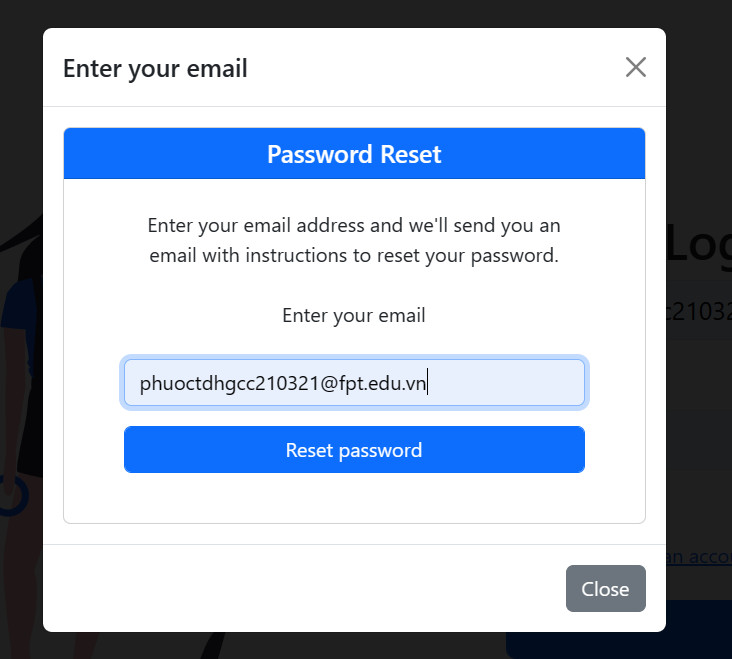 Enter your email
Password Reset
Enter your email address and we'll send you an
email with instructions to reset your password.
Enter your email
phuoctdhgcc210321@fpt.edu.vn
Reset password
Close
Log
c21032
an acco